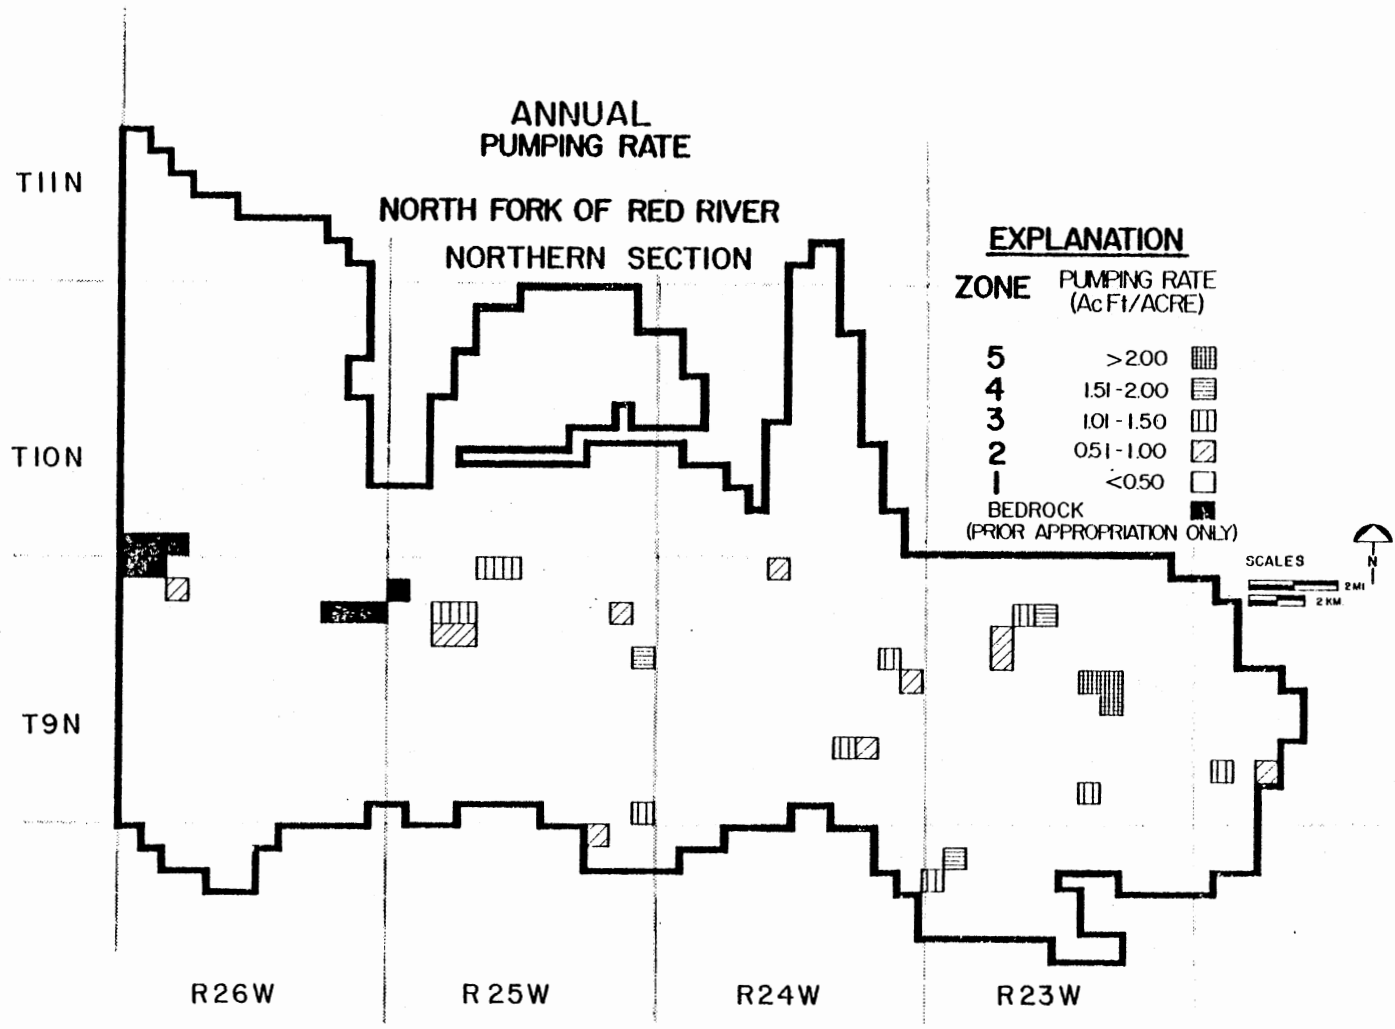 ANNUAL
PUMPING RATE
T11N
NORTH FORK OF RED RIVER
NORTHERN SECTION
EXPLANATION
ZONE PUMPING RATE
(AcFt/ACRE)
5 >2.00
4 1.51-2.00
3 1.01-1.50
2 0.51-1.00
1 <0.50
BEDROCK
(PRIOR APPROPRIATION ONLY)
T10N
SCALES
N
2 MI
2 KM.
T9N
R26W R25W R24W R23W